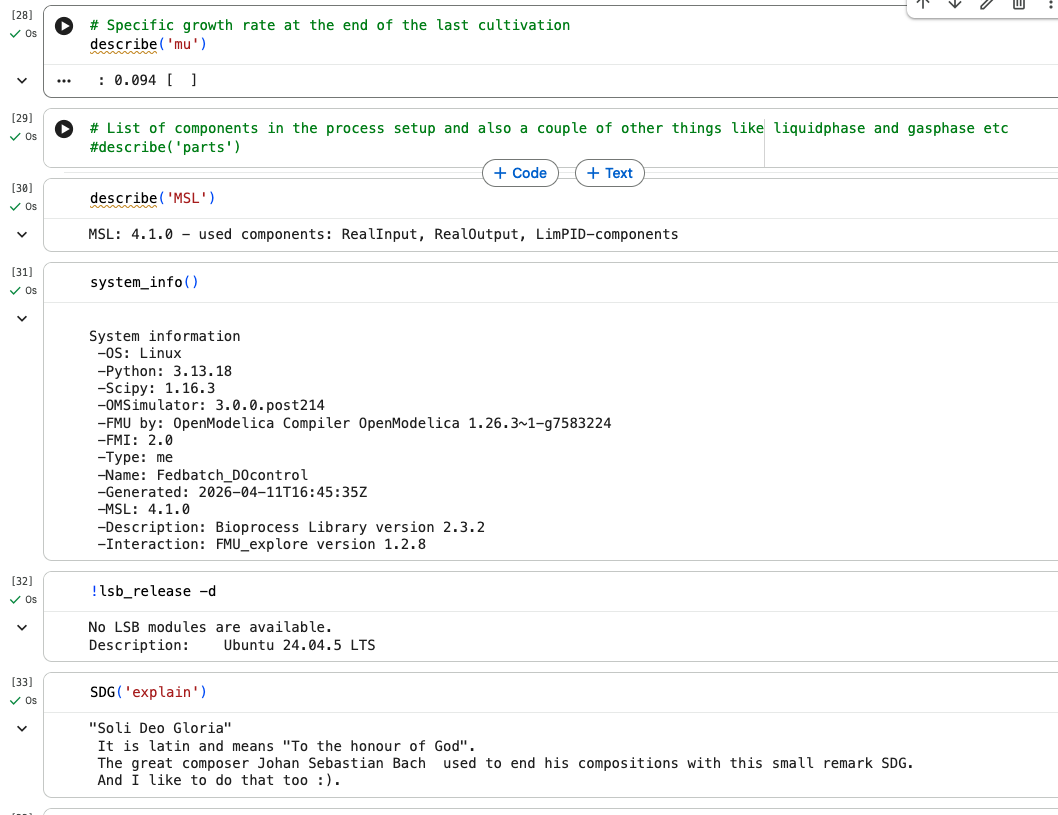 [28]
0s
# Specific growth rate at the end of the last cultivation
describe('mu')
: 0.094 [  ]
[29]
0s
# List of components in the process setup and also a couple of other things like liquidphase and gasphase etc
#describe('parts')
+ Code
+ Text
[30]
0s
describe('MSL')
MSL: 4.1.0 - used components: RealInput, RealOutput, LimPID-components
[31]
0s
system_info()
System information
-OS: Linux
-Python: 3.13.18
-Scipy: 1.16.3
-OMSimulator: 3.0.0.post214
-FMU by: OpenModelica Compiler OpenModelica 1.26.3~1-g7583224
-FMI: 2.0
-Type: me
-Name: Fedbatch_DOcontrol
-Generated: 2026-04-11T16:45:35Z
-MSL: 4.1.0
-Description: Bioprocess Library version 2.3.2
-Interaction: FMU_explore version 1.2.8
[32]
0s
!lsb_release -d
No LSB modules are available.
Description:    Ubuntu 24.04.5 LTS
[33]
0s
SDG('explain')
"Soli Deo Gloria"
It is latin and means "To the honour of God".
The great composer Johan Sebastian Bach  used to end his compositions with this small remark SDG.
And I like to do that too :).